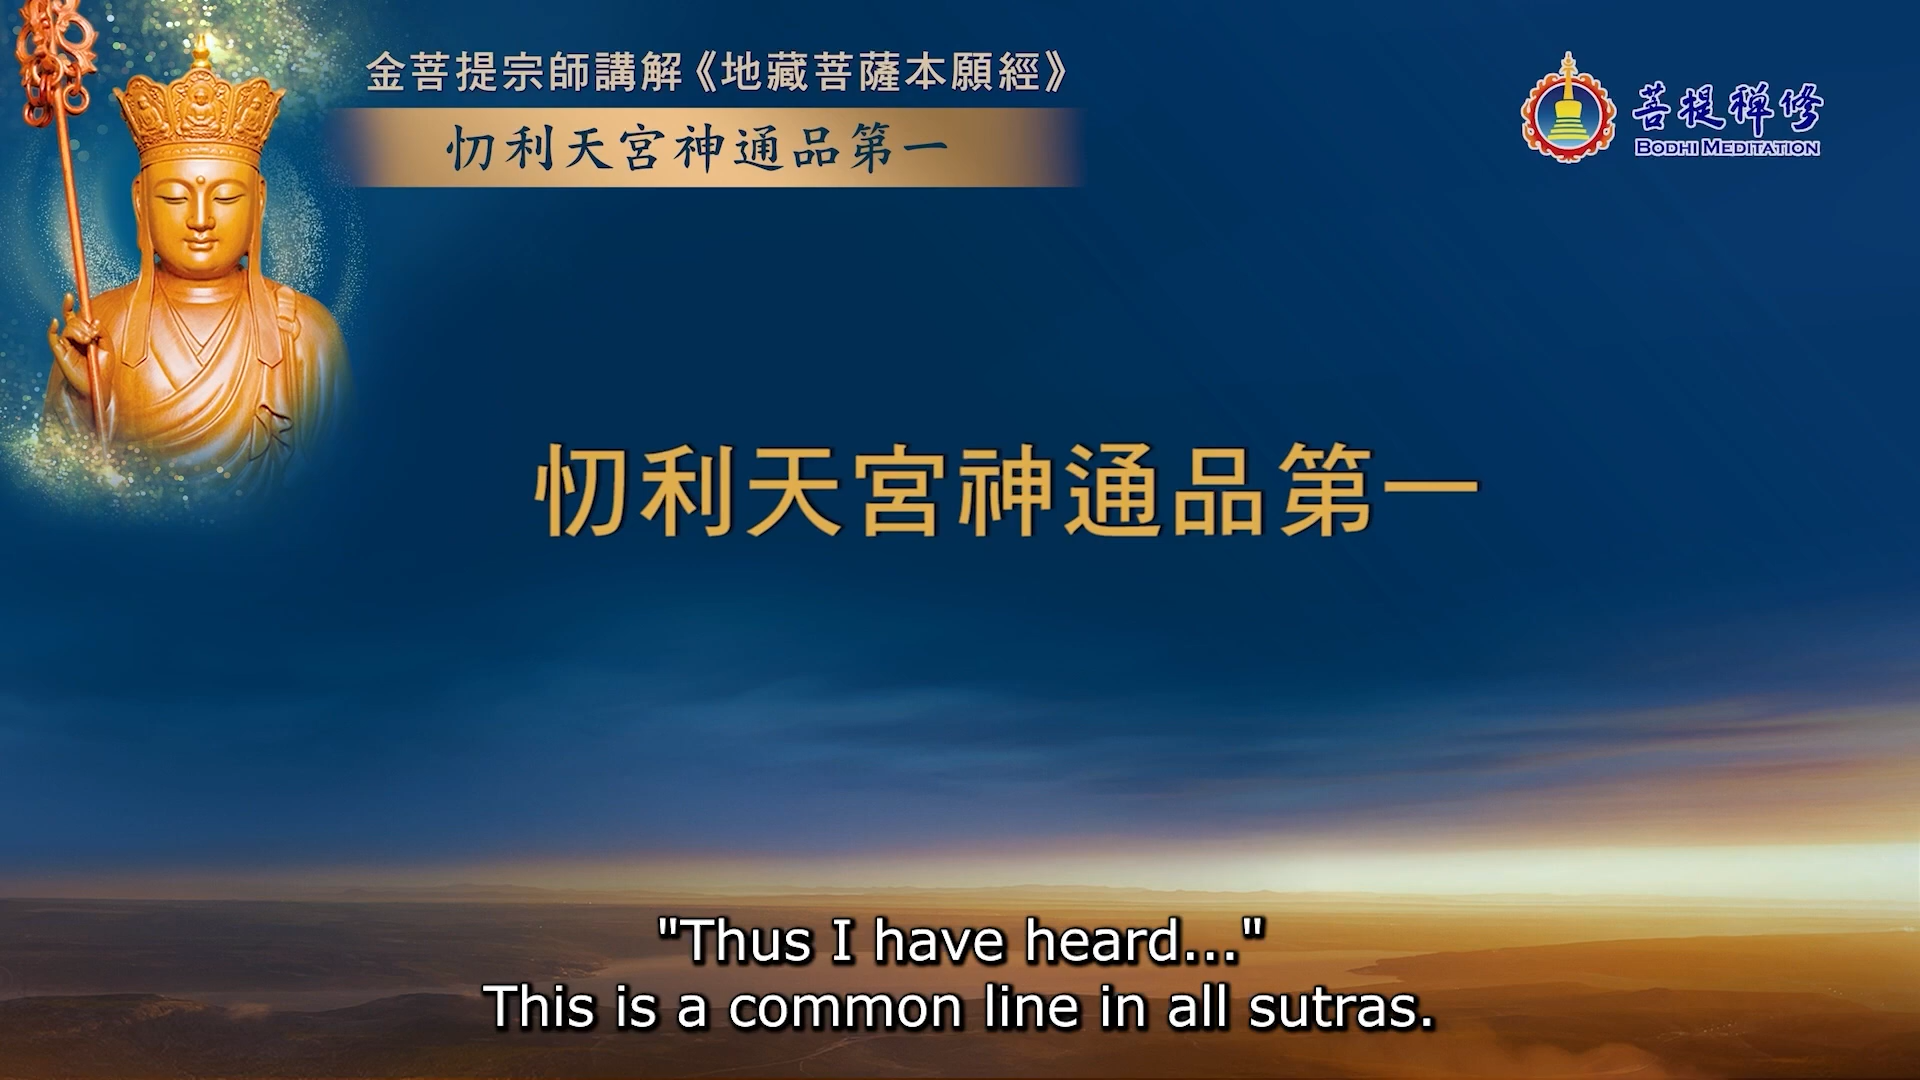 金菩提宗師講解《地藏菩薩本願經》
忉利天宮神通品第一
菩提禪修
BODHI MEDITATION
忉利天宮神通品第一
"Thus I have heard..."
This is a common line in all sutras.